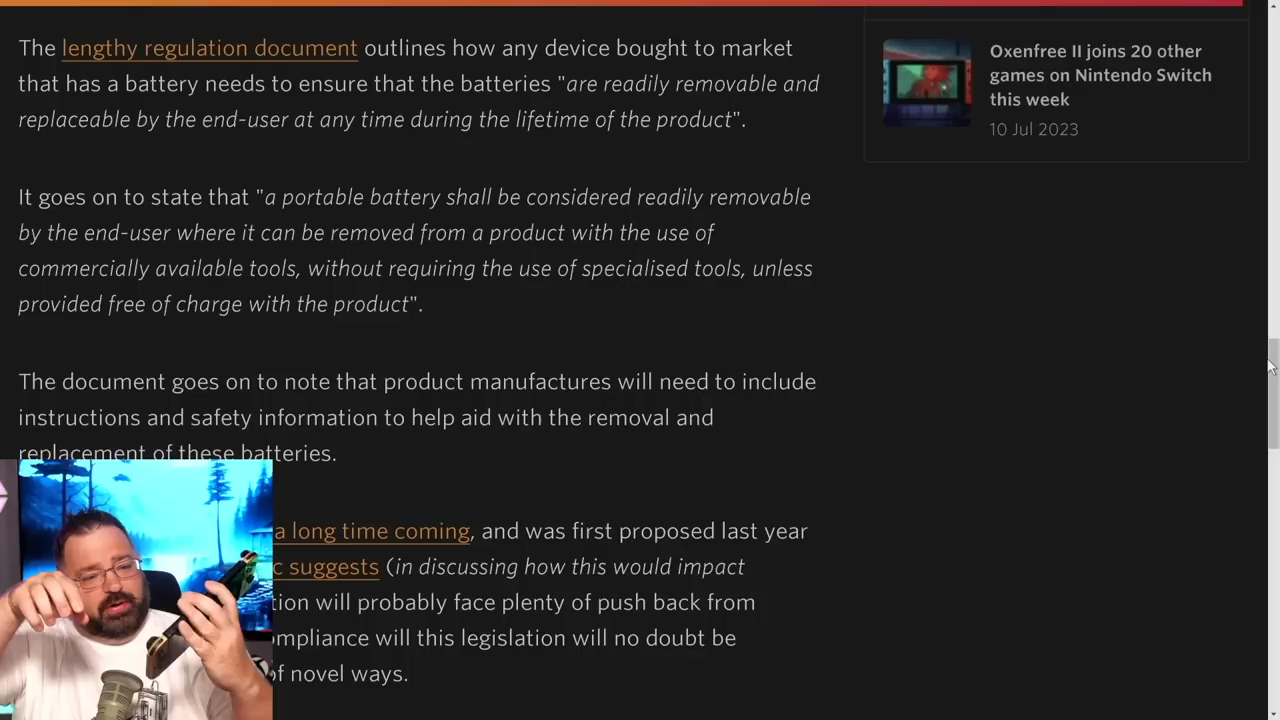 The lengthy regulation document outlines how any device bought to market
that has a battery needs to ensure that the batteries "are readily removable and
replaceable by the end-user at any time during the lifetime of the product".
It goes on to state that "a portable battery shall be considered readily removable
by the end-user where it can be removed from a product with the use of
commercially available tools, without requiring the use of specialised tools, unless
provided free of charge with the product".
The document goes on to note that product manufactures will need to include
instructions and safety information to help aid with the removal and
replacement of these batteries.
a long time coming, and was first proposed last year
c suggests (in discussing how this would impact
tion will probably face plenty of push back from
ompliance will this legislation will no doubt be
of novel ways.
Oxenfree II joins 20 other
games on Nintendo Switch
this week
10 Jul 2023